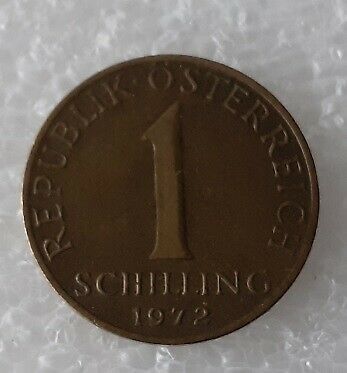 REPUBLIK·ÖSTERREICH
1
SCHILLING
1972